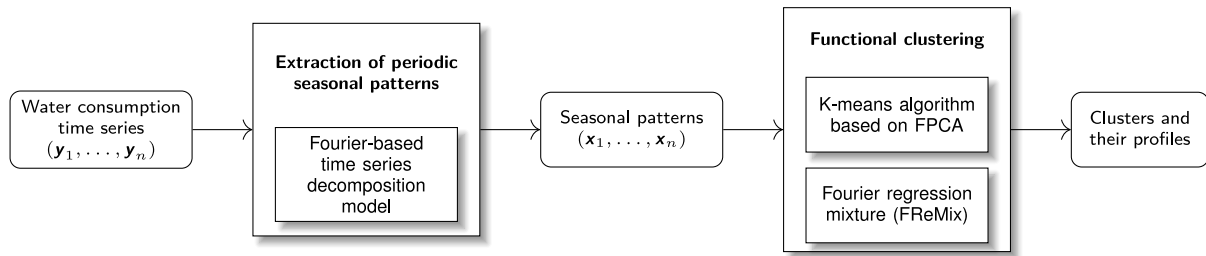 Water consumption
time series
(y₁, . . . , yₙ)
Extraction of periodic
seasonal patterns
Fourier-based
time series
decomposition
model
Seasonal patterns
(x₁, . . . , xₙ)
Functional clustering
K-means algorithm
based on FPCA
Fourier regression
mixture (FReMix)
Clusters and
their profiles